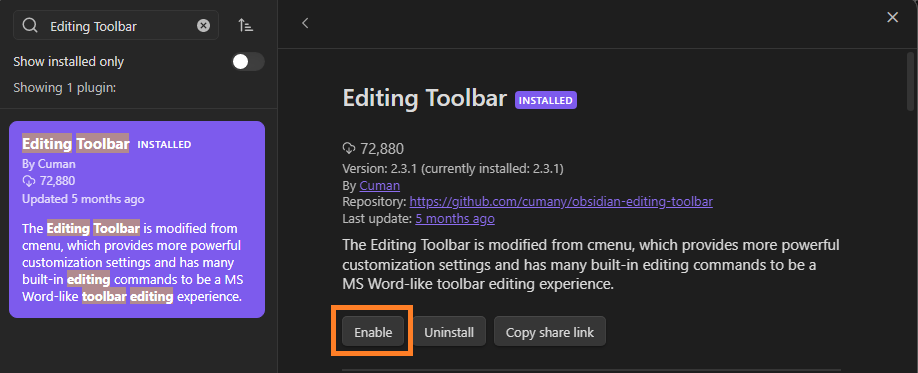 Editing Toolbar
Show installed only
Showing 1 plugin:
Editing Toolbar INSTALLED
By Cuman
72,880
Updated 5 months ago
The Editing Toolbar is modified from cmenu, which provides more powerful
customization settings and has many
built-in editing commands to be a MS
Word-like toolbar editing experience.
Editing Toolbar INSTALLED
72,880
Version: 2.3.1 (currently installed: 2.3.1)
By Cuman
Repository: https://github.com/cumany/obsidian-editing-toolbar
Last update: 5 months ago
The Editing Toolbar is modified from cmenu, which provides more powerful
customization settings and has many built-in editing commands to be a
MS Word-like toolbar editing experience.
Enable Uninstall Copy share link